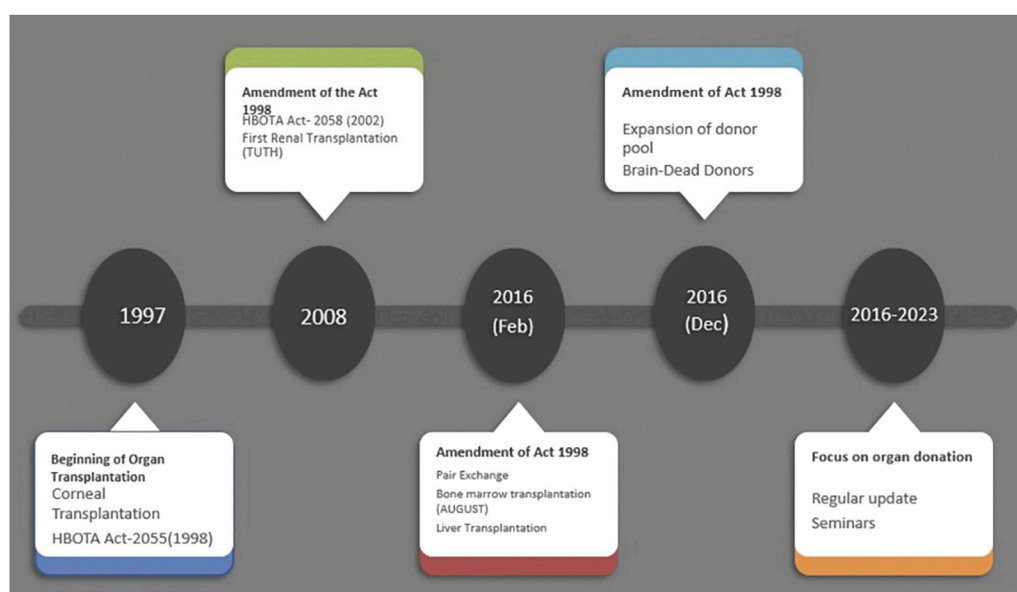 Amendment of the Act
1998
HBOTA Act- 2058 (2002)
First Renal Transplantation
(TUTH)
Amendment of Act 1998
Expansion of donor
pool
Brain-Dead Donors
1997
2008
2016
(Feb)
2016
(Dec)
2016-2023
Beginning of Organ
Transplantation
Corneal
Transplantation
HBOTA Act-2055(1998)
Amendment of Act 1998
Pair Exchange
Bone marrow transplantation
(AUGUST)
Liver Transplantation
Focus on organ donation
Regular update
Seminars